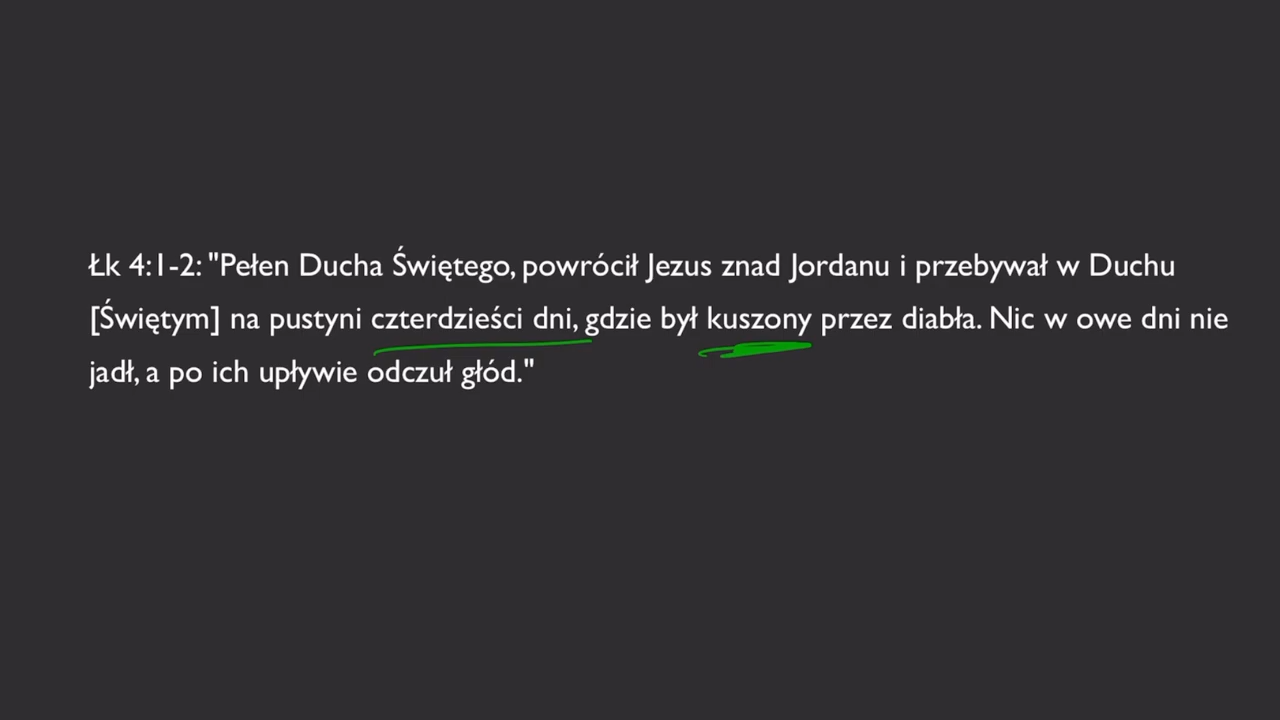 Łk 4:1-2: "Pełen Ducha Świętego, powrócił Jezus znad Jordanu i przebywał w Duchu
[Świętym] na pustyni czterdzieści dni, gdzie był kuszony przez diabła. Nic w owe dni nie
jadł, a po ich upływie odczuł głód."